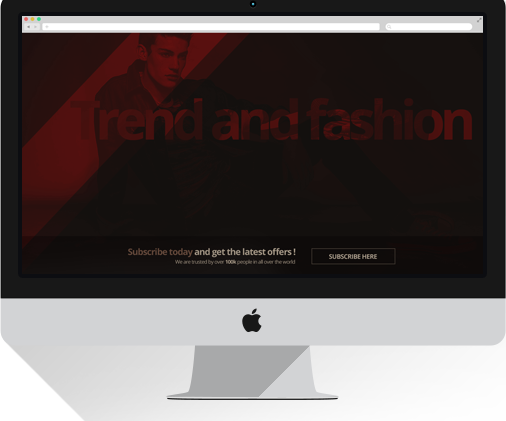 Trend and fashion
Subscribe today and get the latest offers !
We are trusted by over 100k people in all over the world
SUBSCRIBE HERE